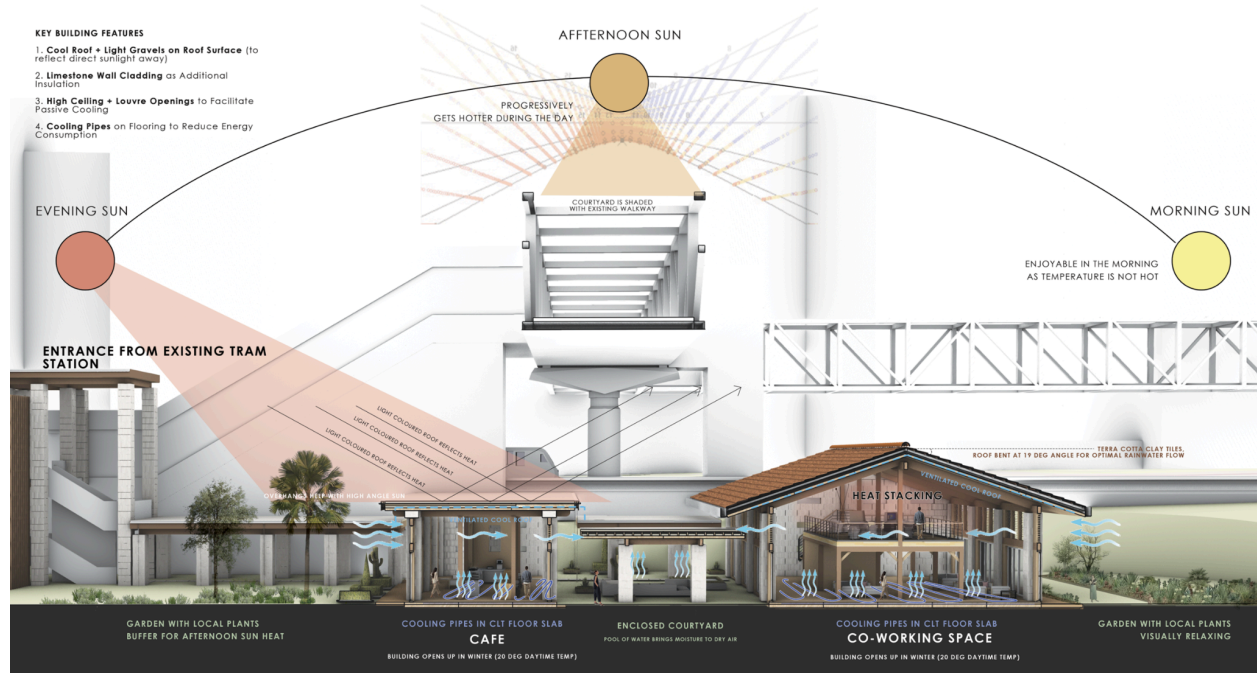 KEY BUILDING FEATURES
1. Cool Roof + Light Gravels on Roof Surface (to
reflect direct sunlight away)
2. Limestone Wall Cladding as Additional
Insulation
3. High Ceiling + Louvre Openings to Facilitate
Passive Cooling
4. Cooling Pipes on Flooring to Reduce Energy
Consumption
AFFTERNOON SUN
PROGRESSIVELY
GETS HOTTER DURING THE DAY
COURTYARD IS SHADED
WITH EXISTING WALKWAY
EVENING SUN
MORNING SUN
ENJOYABLE IN THE MORNING
AS TEMPERATURE IS NOT HOT
ENTRANCE FROM EXISTING TRAM
STATION
LIGHT COLOURED ROOF REFLECTS HEAT
LIGHT COLOURED ROOF REFLECTS HEAT
LIGHT COLOURED ROOF REFLECTS HEAT
TERRA COTTA CLAY TILES,
ROOF BENT AT 19 DEG ANGLE FOR OPTIMAL RAINWATER FLOW
OVERHANGS HELP WITH HIGH ANGLE SUN
VENTILATED COOL ROOF
HEAT STACKING
VENTILATED COOL ROOF
GARDEN WITH LOCAL PLANTS
BUFFER FOR AFTERNOON SUN HEAT
COOLING PIPES IN CLT FLOOR SLAB
CAFE
BUILDING OPENS UP IN WINTER (20 DEG DAYTIME TEMP)
ENCLOSED COURTYARD
POOL OF WATER BRINGS MOISTURE TO DRY AIR
COOLING PIPES IN CLT FLOOR SLAB
CO-WORKING SPACE
BUILDING OPENS UP IN WINTER (20 DEG DAYTIME TEMP)
GARDEN WITH LOCAL PLANTS
VISUALLY RELAXING